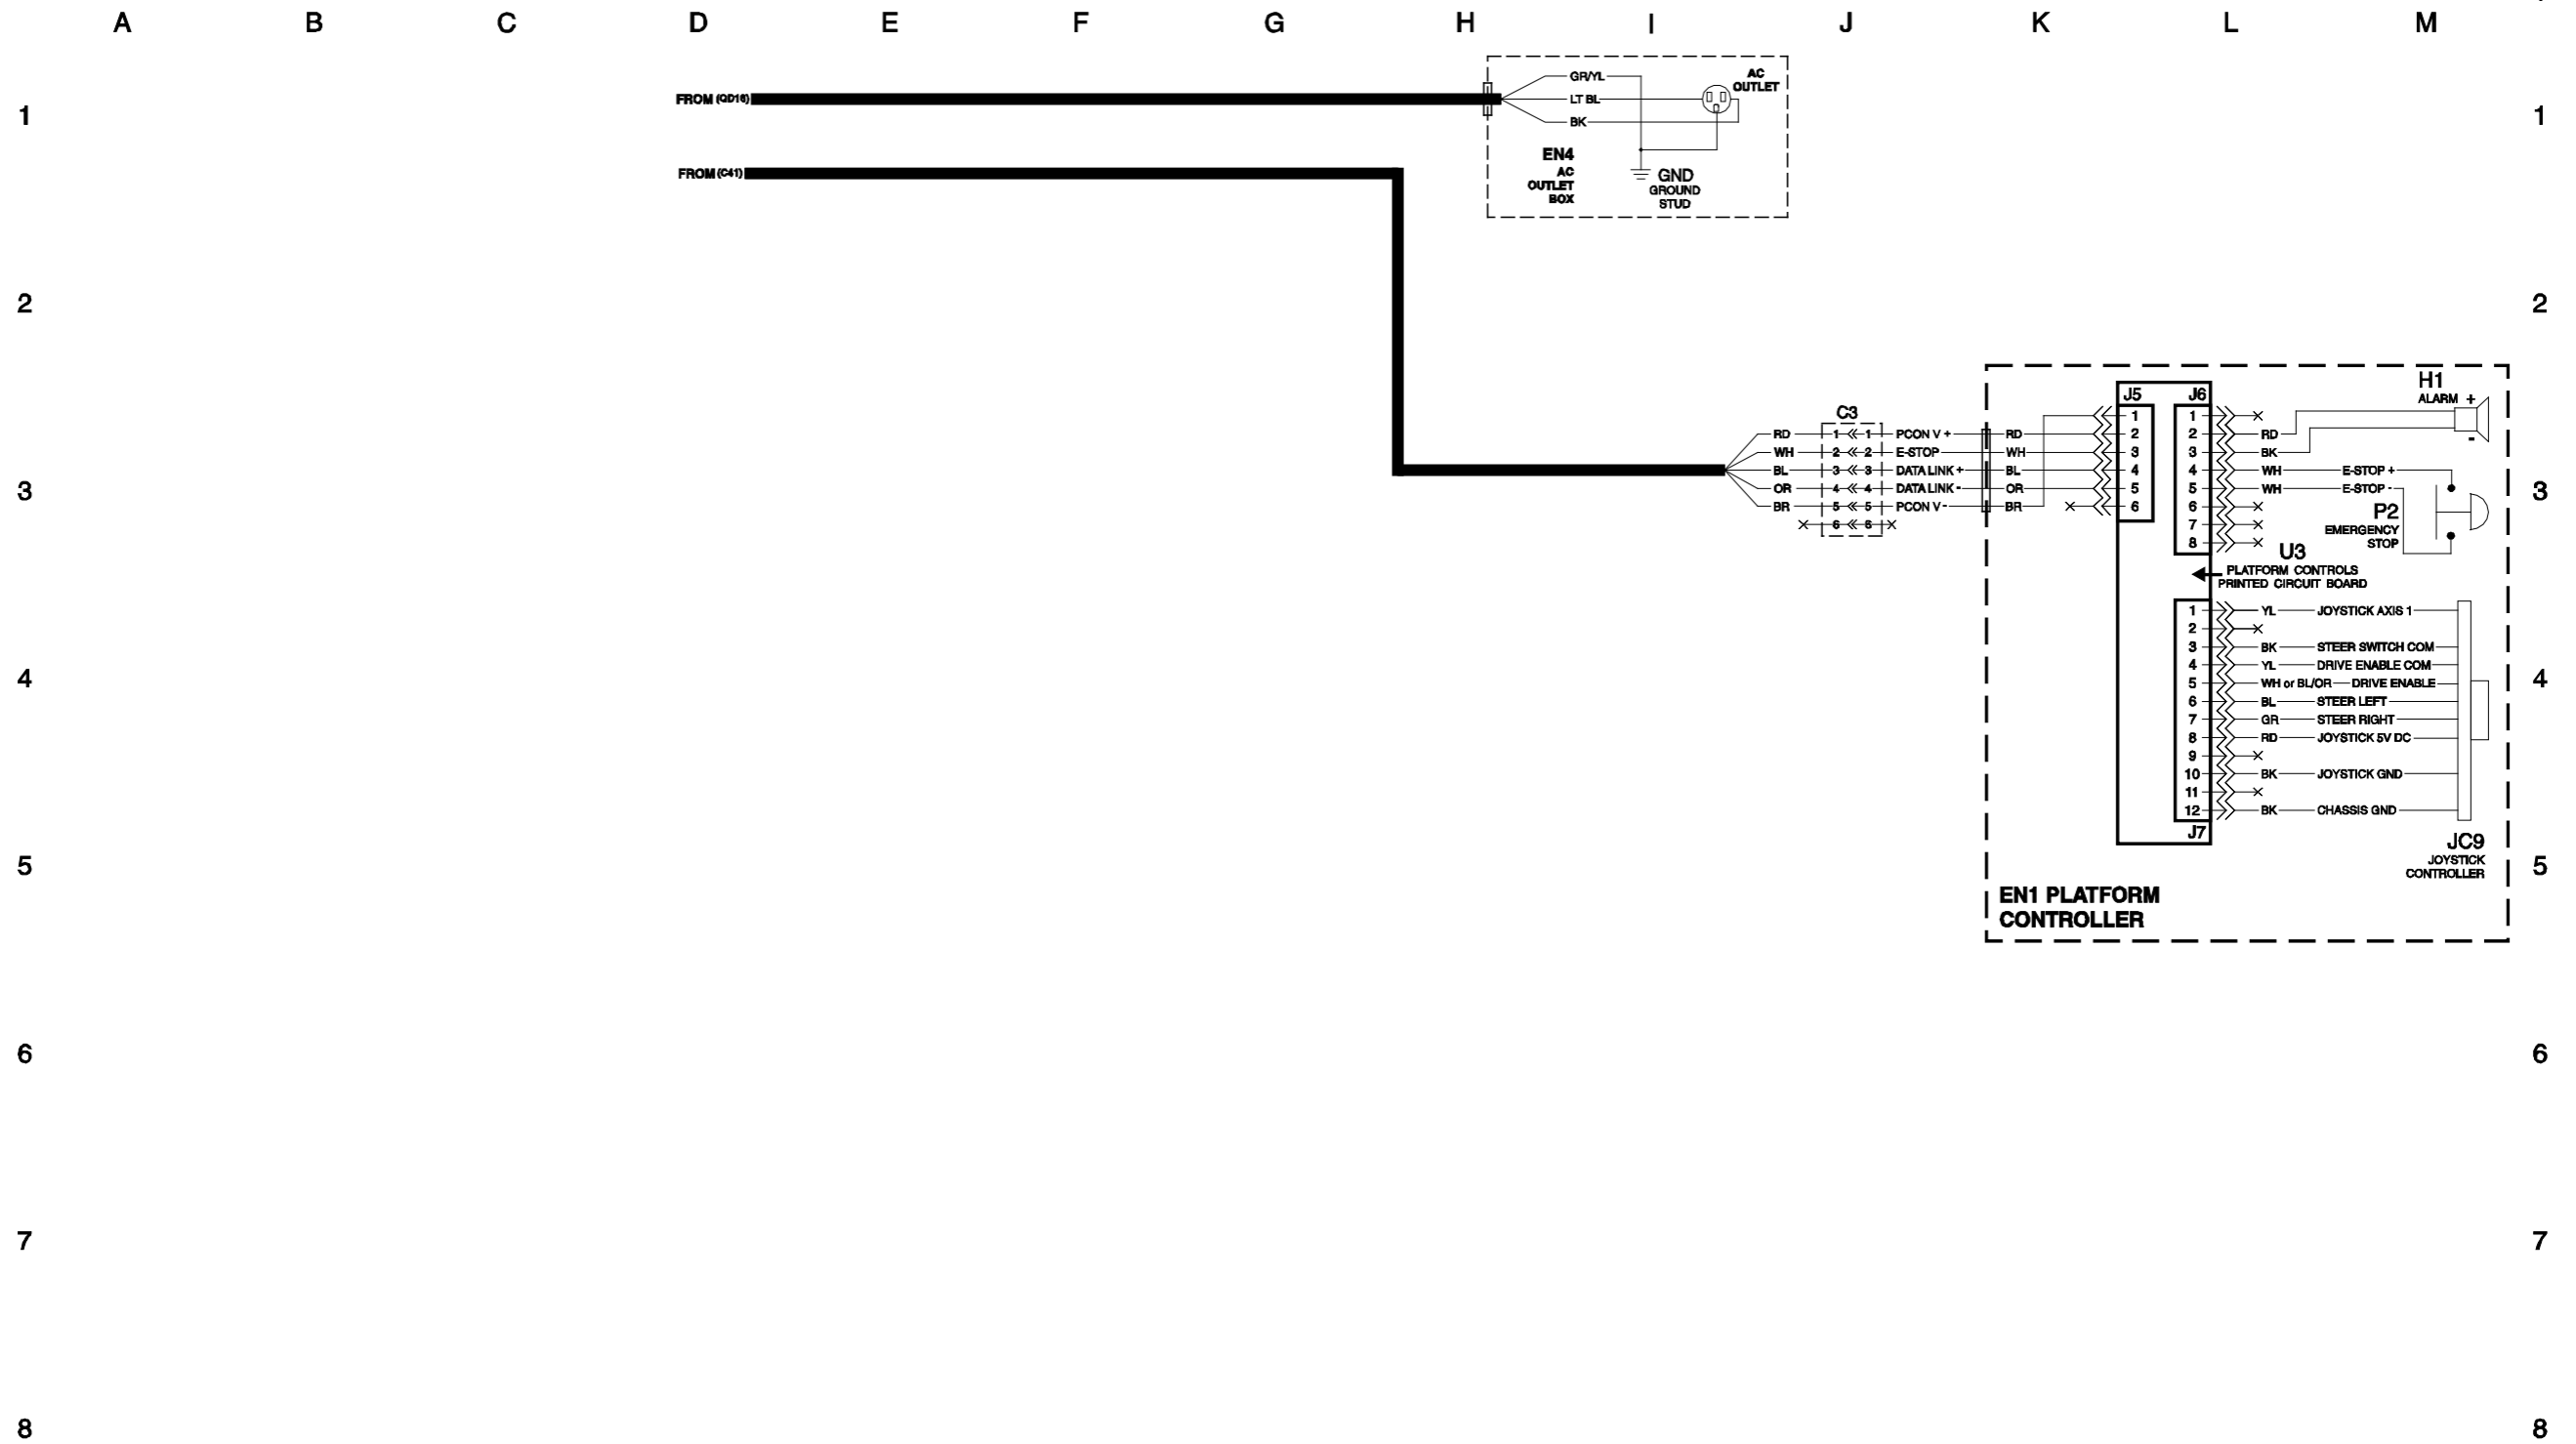 A B C D E F G H I J K L M
1 1
FROM (QD16)
GR/YL
LT BL
BK
AC
OUTLET
EN4
AC
OUTLET
BOX
GND
GROUND
STUD
FROM (C41)
2 2
3 3
C3
RD 1 1 PCON V + RD
WH 2 2 E-STOP WH
BL 3 3 DATA LINK + BL
OR 4 4 DATA LINK - OR
BR 5 5 PCON V - BR
6 6
J5
1
2
3
4
5
6
J6
1
2 RD
3 BK
4 WH E-STOP +
5 WH E-STOP -
6
7
8
H1
ALARM +
-
P2
EMERGENCY
STOP
U3
PLATFORM CONTROLS
PRINTED CIRCUIT BOARD
4 4
1 YL JOYSTICK AXIS 1
2
3 BK STEER SWITCH COM
4 YL DRIVE ENABLE COM
5 WH or BL/OR DRIVE ENABLE
6 BL STEER LEFT
7 GR STEER RIGHT
8 RD JOYSTICK 5V DC
9
10 BK JOYSTICK GND
11
12 BK CHASSIS GND
J7
JC9
JOYSTICK
CONTROLLER
5 5
EN1 PLATFORM
CONTROLLER
6 6
7 7
8 8